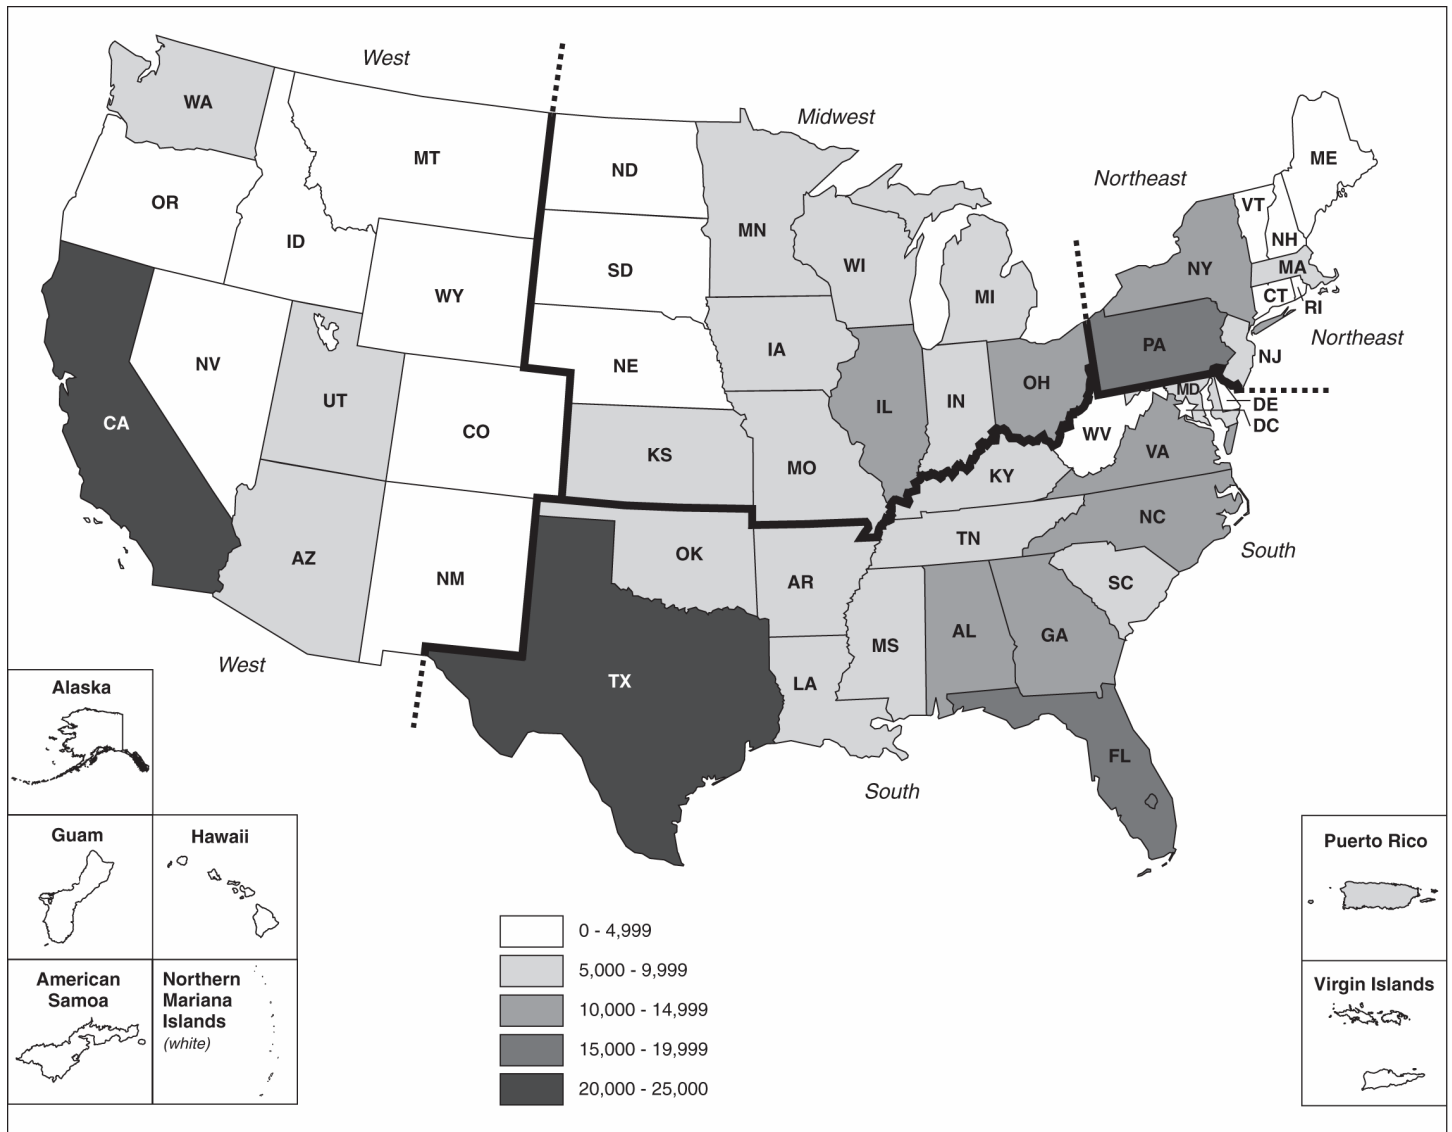 West
Midwest
Northeast
WA
MT
ND
ME
OR
ID
MN
VT
NH
SD
WI
NY
MA
WY
MI
CT
RI
Northeast
NV
NE
IA
PA
NJ
UT
CO
IL
IN
OH
MD
DE
DC
CA
KS
MO
KY
WV
VA
AZ
NM
OK
AR
TN
NC
South
SC
West
TX
LA
MS
AL
GA
FL
South
Alaska
Guam
Hawaii
American
Samoa
Northern
Mariana
Islands
(white)
0 - 4,999
5,000 - 9,999
10,000 - 14,999
15,000 - 19,999
20,000 - 25,000
Puerto Rico
Virgin Islands